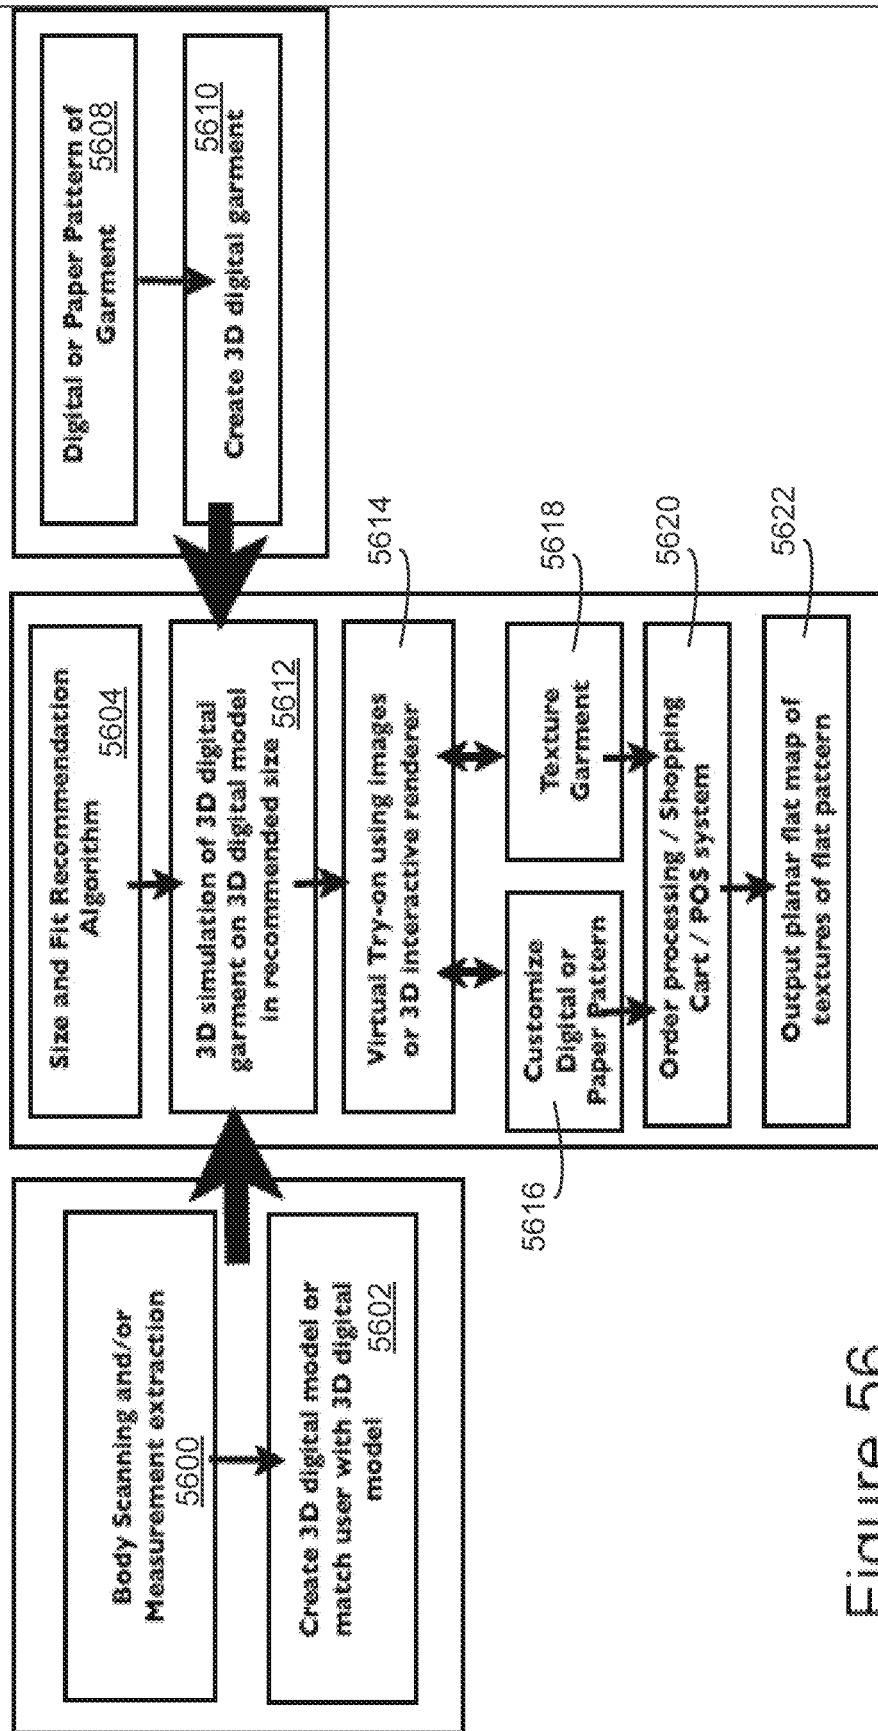 Body Scanning and/or
Measurement extraction
5600
Create 3D digital model or
match user with 3D digital
model
5602
Size and Fit Recommendation
Algorithm
5604
3D simulation of 3D digital
garment on 3D digital model
in recommended size
5612
Virtual Try-on using images
or 3D interactive renderer
5614
Customize
Digital or
Paper Pattern
5616
Texture
Garment
5618
Order processing / Shopping
Cart / POS system
5620
Output planar flat map of
textures of flat pattern
5622
Digital or Paper Pattern of
Garment
5608
Create 3D digital garment
5610
Figure 56